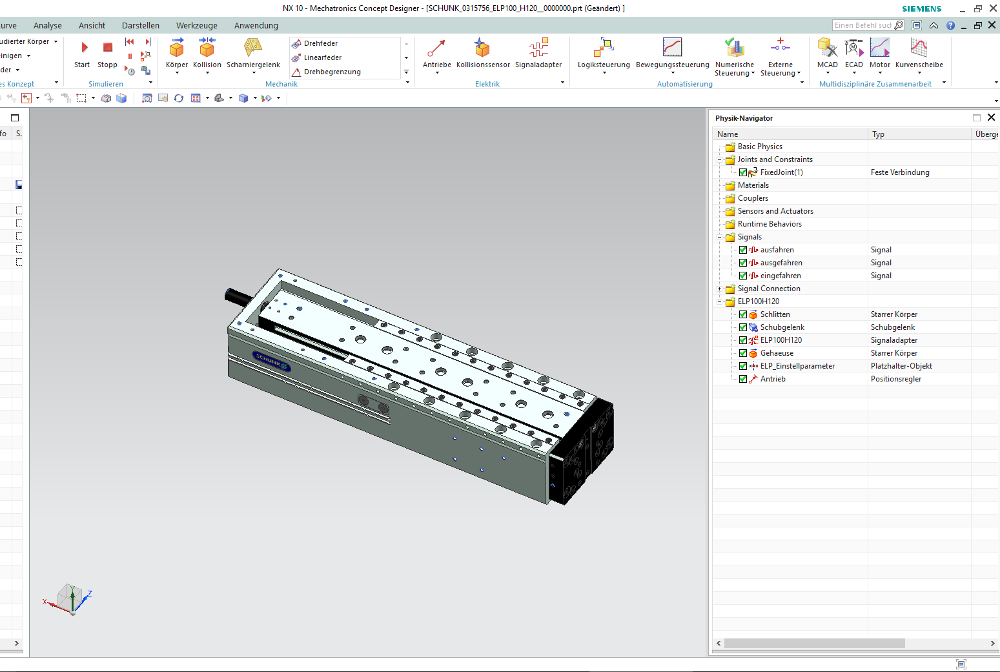 NX 10 - Mechatronics Concept Designer - [SCHUNK_0315756_ELP100_H120__0000000.prt (Geändert) ]
SIEMENS
urve Analyse Ansicht Darstellen Werkzeuge Anwendung
Einen Befehl sucl
udierter Körper
inigen
der
es Konzept
Start
Stopp
Simulieren
Körper
Kollision
Scharniergelenk
Drehfeder
Linearfeder
Drehbegrenzung
Mechanik
Antriebe
Kollisionssensor
Signaladapter
Elektrik
Logiksteuerung
Bewegungssteuerung
Numerische
Steuerung
Externe
Steuerung
Automatisierung
MCAD
ECAD
Motor
Kurvenscheibe
Multidisziplinäre Zusammenarbeit
fo S.
SCHUNK
X
Y
Z
Physik-Navigator
Name Typ Überge
Basic Physics
Joints and Constraints
FixedJoint(1) Feste Verbindung
Materials
Couplers
Sensors and Actuators
Runtime Behaviors
Signals
ausfahren Signal
ausgefahren Signal
eingefahren Signal
Signal Connection
ELP100H120
Schlitten Starrer Körper
Schubgelenk Schubgelenk
ELP100H120 Signaladapter
Gehaeuse Starrer Körper
ELP_Einstellparameter Platzhalter-Objekt
Antrieb Positionsregler